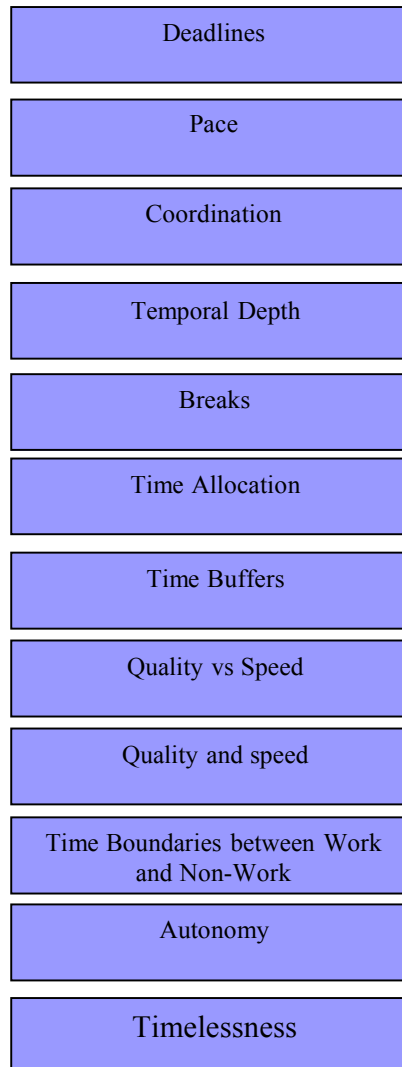 Deadlines
Pace
Coordination
Temporal Depth
Breaks
Time Allocation
Time Buffers
Quality vs Speed
Quality and speed
Time Boundaries between Work
and Non-Work
Autonomy
Timelessness